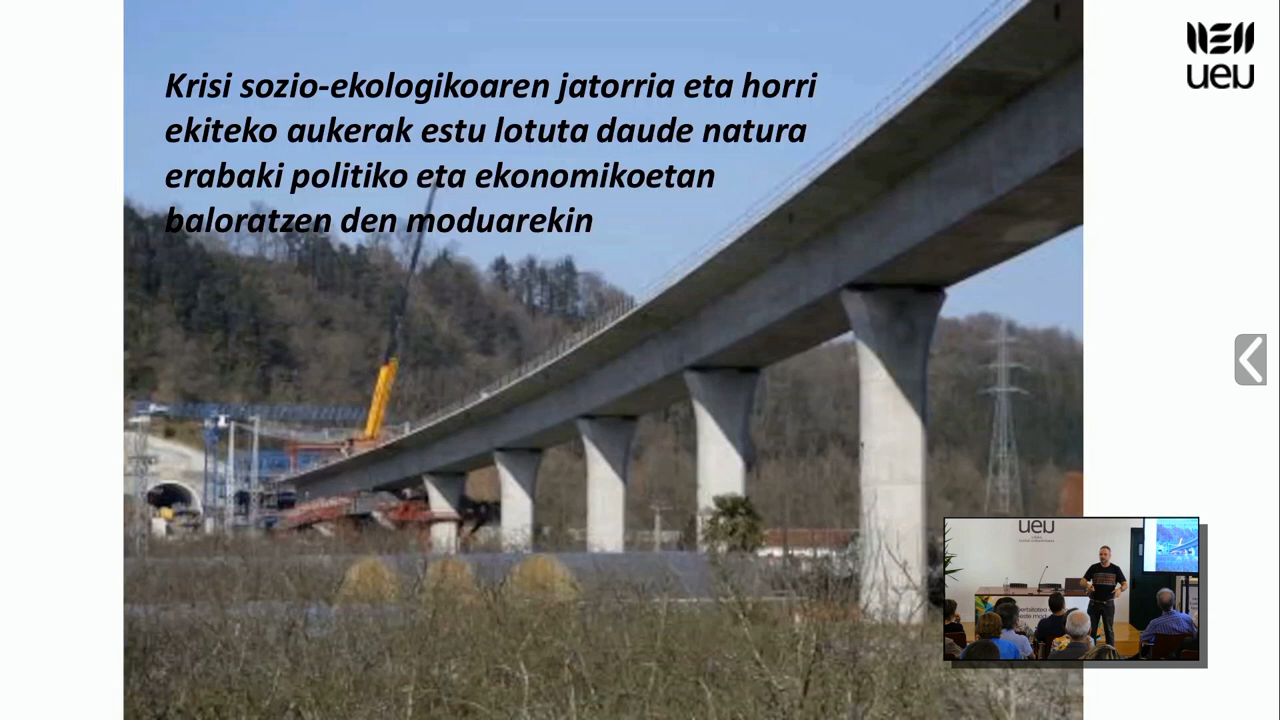 Krisi sozio-ekologikoaren jatorria eta horri
ekiteko aukerak estu lotuta daude natura
erabaki politiko eta ekonomikoetan
baloratzen den moduarekin
ueu
ueu